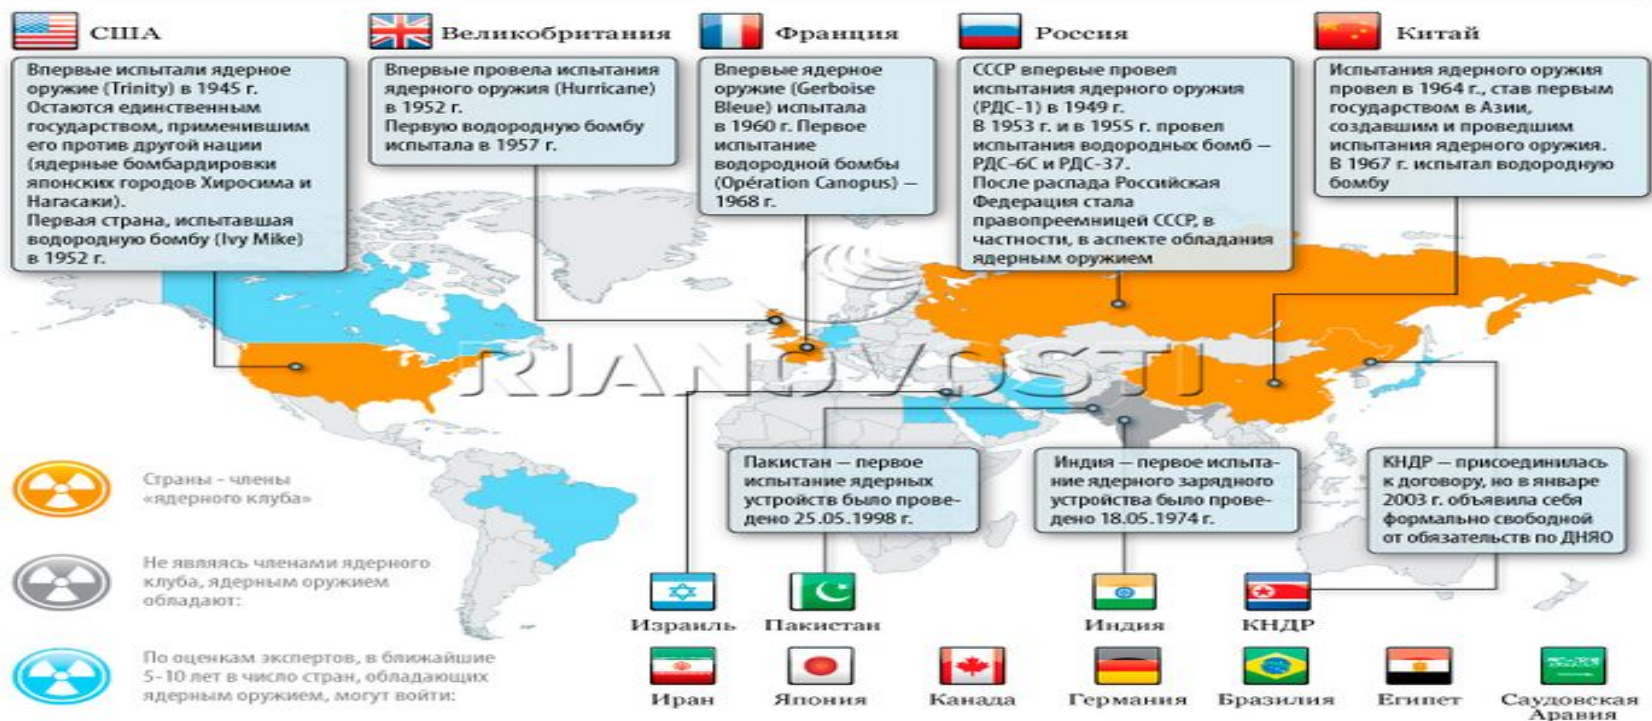 США
Впервые испытали ядерное
оружие (Trinity) в 1945 г.
Остаются единственным
государством, применившим
его против другой нации
(ядерные бомбардировки
японских городов Хиросима и
Нагасаки).
Первая страна, испытавшая
водородную бомбу (Ivy Mike)
в 1952 г.
Великобритания
Впервые провела испытания
ядерного оружия (Hurricane)
в 1952 г.
Первую водородную бомбу
испытала в 1957 г.
Франция
Впервые ядерное
оружие (Gerboise
Bleue) испытала
в 1960 г. Первое
испытание
водородной бомбы
(Opération Canopus) –
1968 г.
Россия
СССР впервые провел
испытания ядерного оружия
(РДС-1) в 1949 г.
В 1953 г. и в 1955 г. провел
испытания водородных бомб –
РДС-6С и РДС-37.
После распада Российская
Федерация стала
правопреемницей СССР, в
частности, в аспекте обладания
ядерным оружием
Китай
Испытания ядерного оружия
провел в 1964 г., став первым
государством в Азии,
создавшим и проведшим
испытания ядерного оружия.
В 1967 г. испытал водородную
бомбу
RIANOVOSTI
Страны - члены
«ядерного клуба»
Пакистан – первое
испытание ядерных
устройств было прове-
дено 25.05.1998 г.
Индия – первое испыта-
ние ядерного зарядного
устройства было прове-
дено 18.05.1974 г.
КНДР – присоединилась
к договору, но в январе
2003 г. объявила себя
формально свободной
от обязательств по ДНЯО
Не являясь членами ядерного
клуба, ядерным оружием
обладают:
Израиль
Пакистан
Индия
КНДР
По оценкам экспертов, в ближайшие
5-10 лет в число стран, обладающих
ядерным оружием, могут войти:
Иран
Япония
Канада
Германия
Бразилия
Египет
Саудовская
Аравия